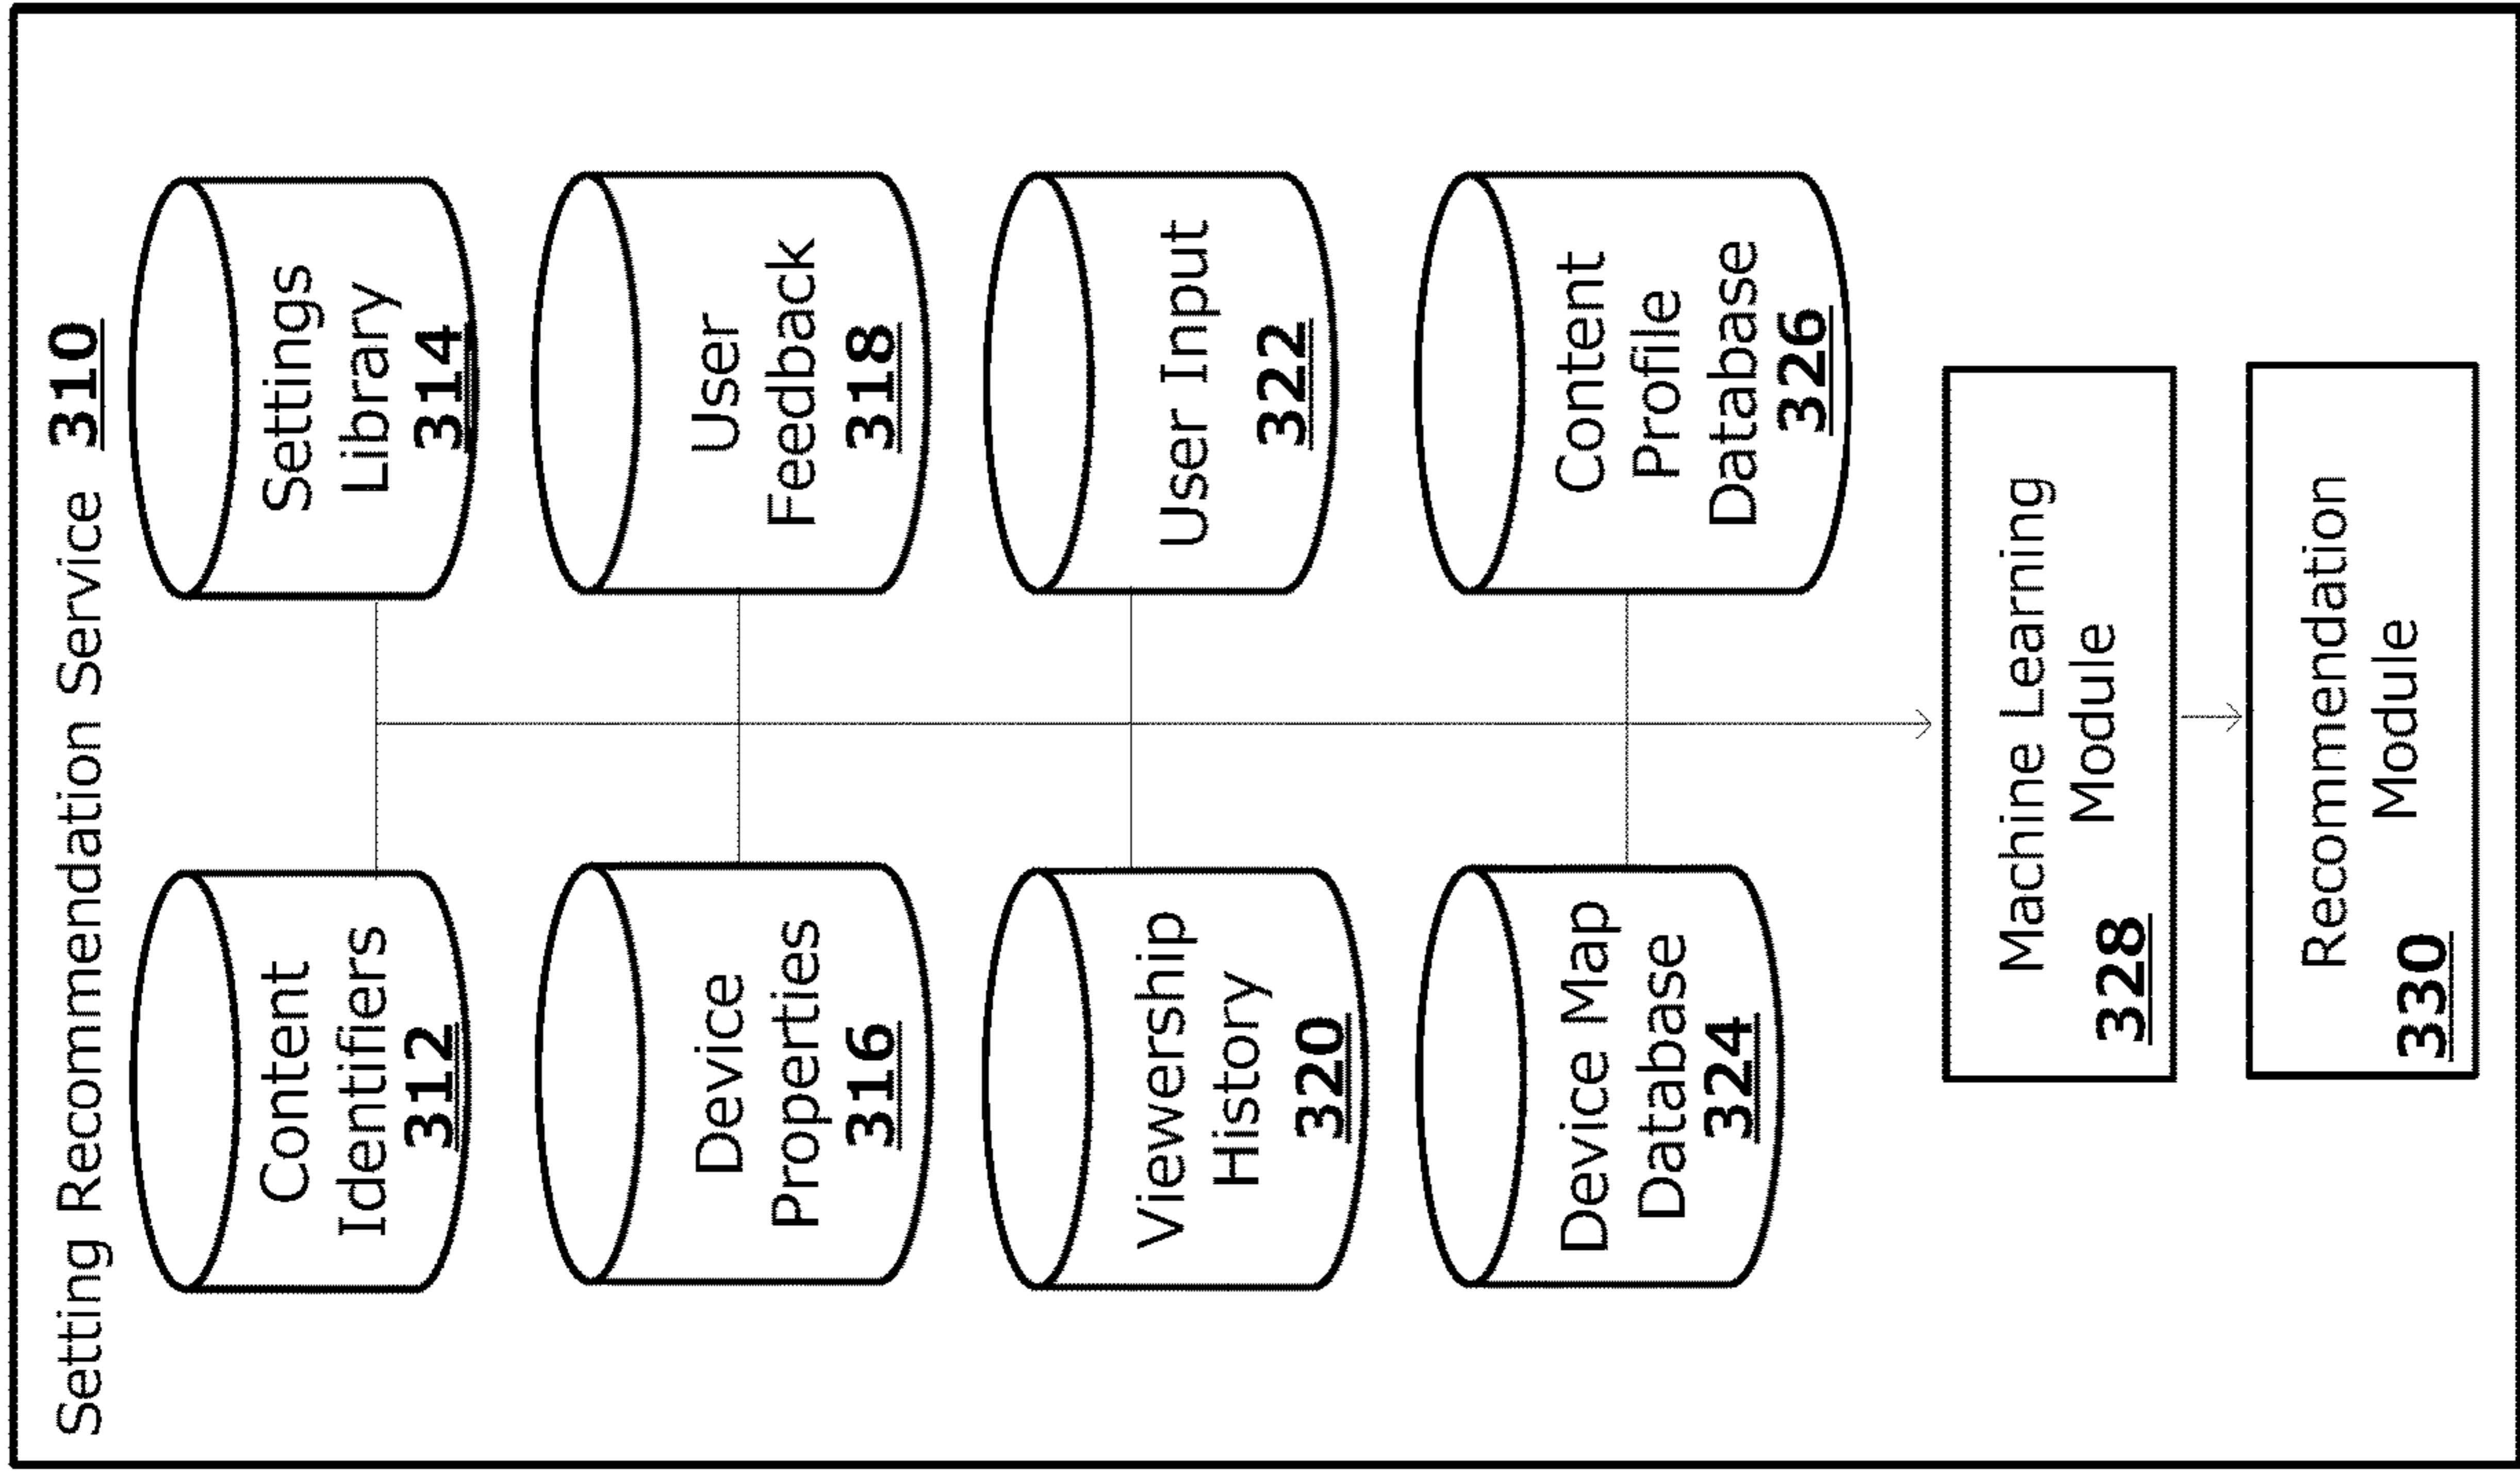 Setting Recommendation Service 310
Content
Identifiers
312
Settings
Library
314
Device
Properties
316
User
Feedback
318
Viewership
History
320
User Input
322
Device Map
Database
324
Content
Profile
Database
326
Machine Learning
Module
328
Recommendation
Module
330